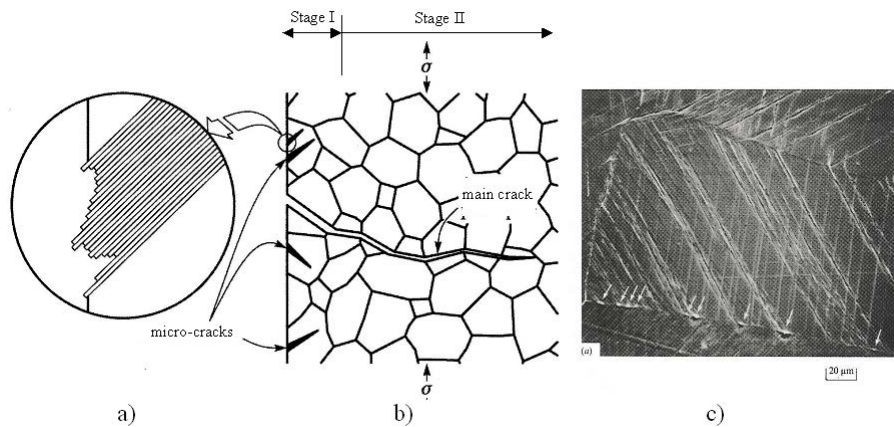 Stage I
Stage II
σ
main crack
micro-cracks
σ
(a)
20 μm
a)
b)
c)